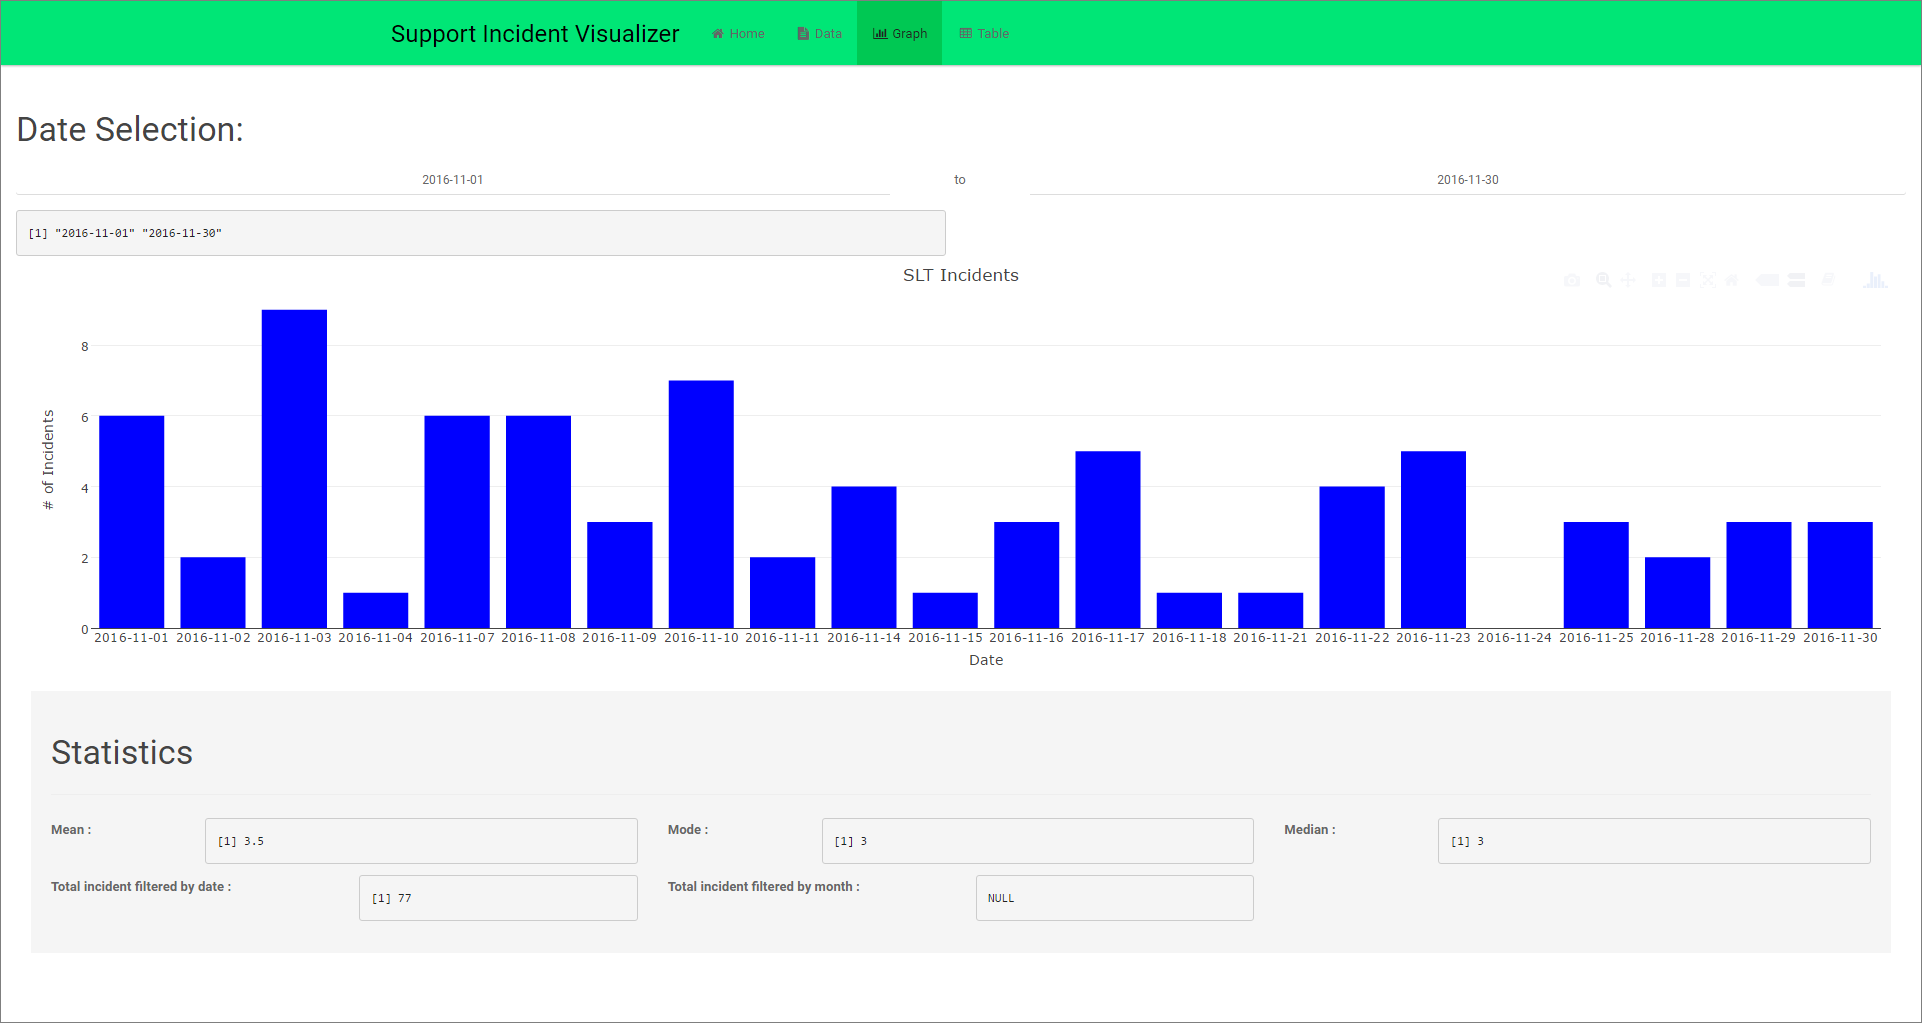 Support Incident Visualizer Home Data Graph Table
Date Selection:
2016-11-01 to 2016-11-30
[1] "2016-11-01" "2016-11-30"
SLT Incidents
# of Incidents
8
6
4
2
0
2016-11-01 2016-11-02 2016-11-03 2016-11-04 2016-11-07 2016-11-08 2016-11-09 2016-11-10 2016-11-11 2016-11-14 2016-11-15 2016-11-16 2016-11-17 2016-11-18 2016-11-21 2016-11-22 2016-11-23 2016-11-24 2016-11-25 2016-11-28 2016-11-29 2016-11-30
Date
Statistics
Mean : [1] 3.5 Mode : [1] 3 Median : [1] 3
Total incident filtered by date : [1] 77 Total incident filtered by month : NULL